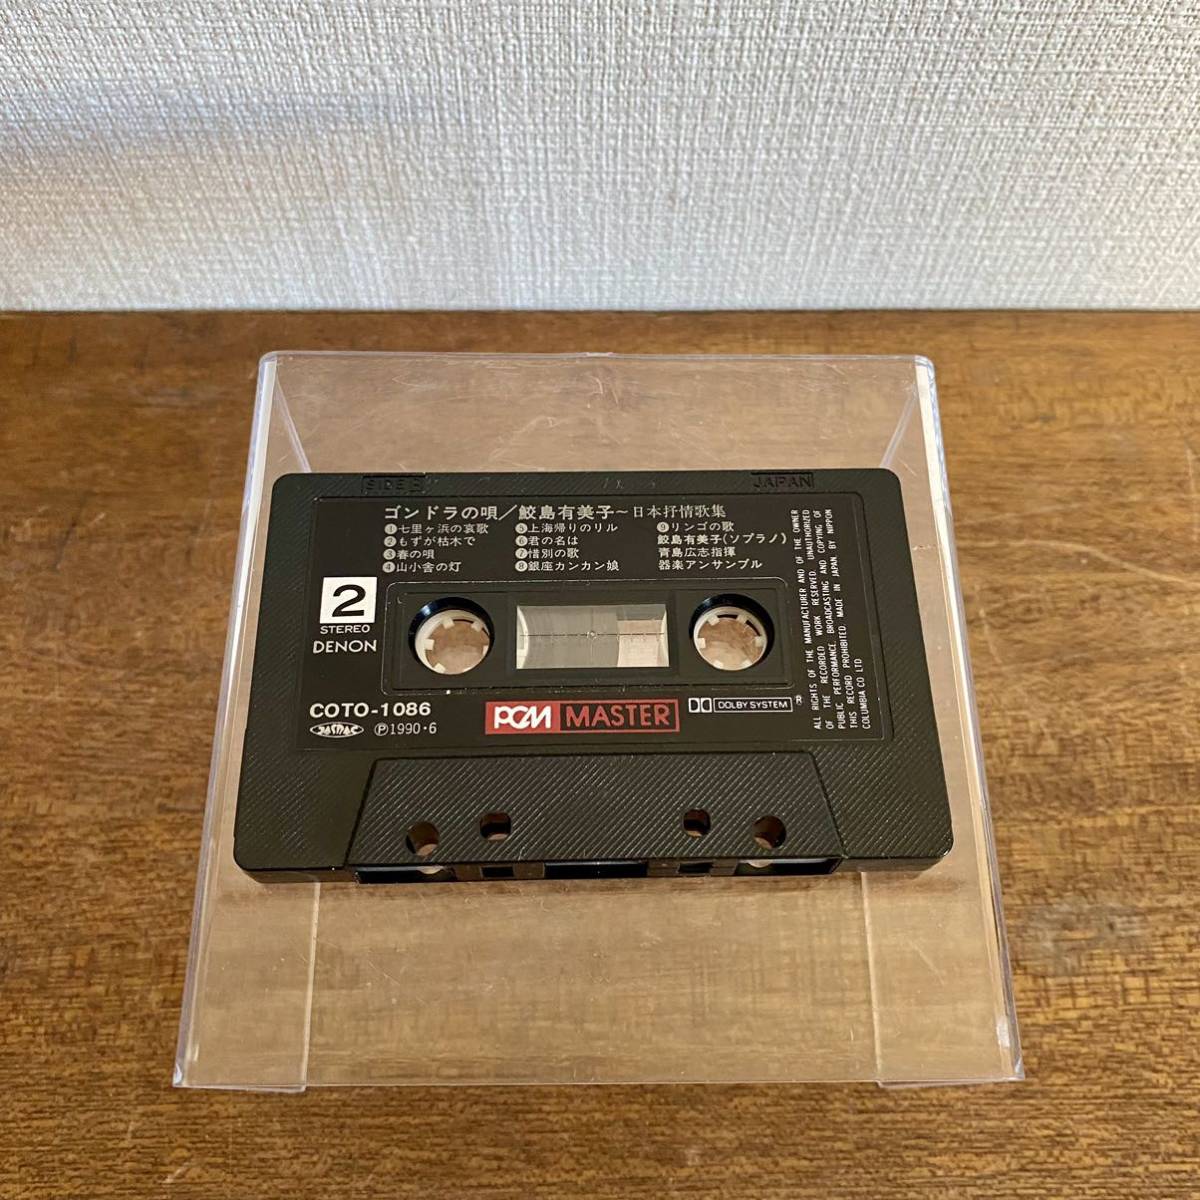 SIDE 2
JAPAN
ゴンドラの唄／鮫島有美子～日本抒情歌集
❶七里ヶ浜の哀歌
❷もずが枯木で
❸春の唄
❹山小舎の灯
❺上海帰りのリル
❻君の名は
❼惜別の歌
❽銀座カンカン娘
❾リンゴの歌
鮫島有美子(ソプラノ)
青島広志指揮
器楽アンサンブル
2
STEREO
DENON
COTO-1086
JASRAC
Ⓟ1990・6
PCM MASTER
DOLBY SYSTEM ®
ALL RIGHTS OF THE MANUFACTURER AND OF THE OWNER
OF THE RECORDED WORK RESERVED. UNAUTHORIZED
PUBLIC PERFORMANCE, BROADCASTING AND COPYING OF
THIS RECORD PROHIBITED. MADE IN JAPAN. BY NIPPON
COLUMBIA CO LTD